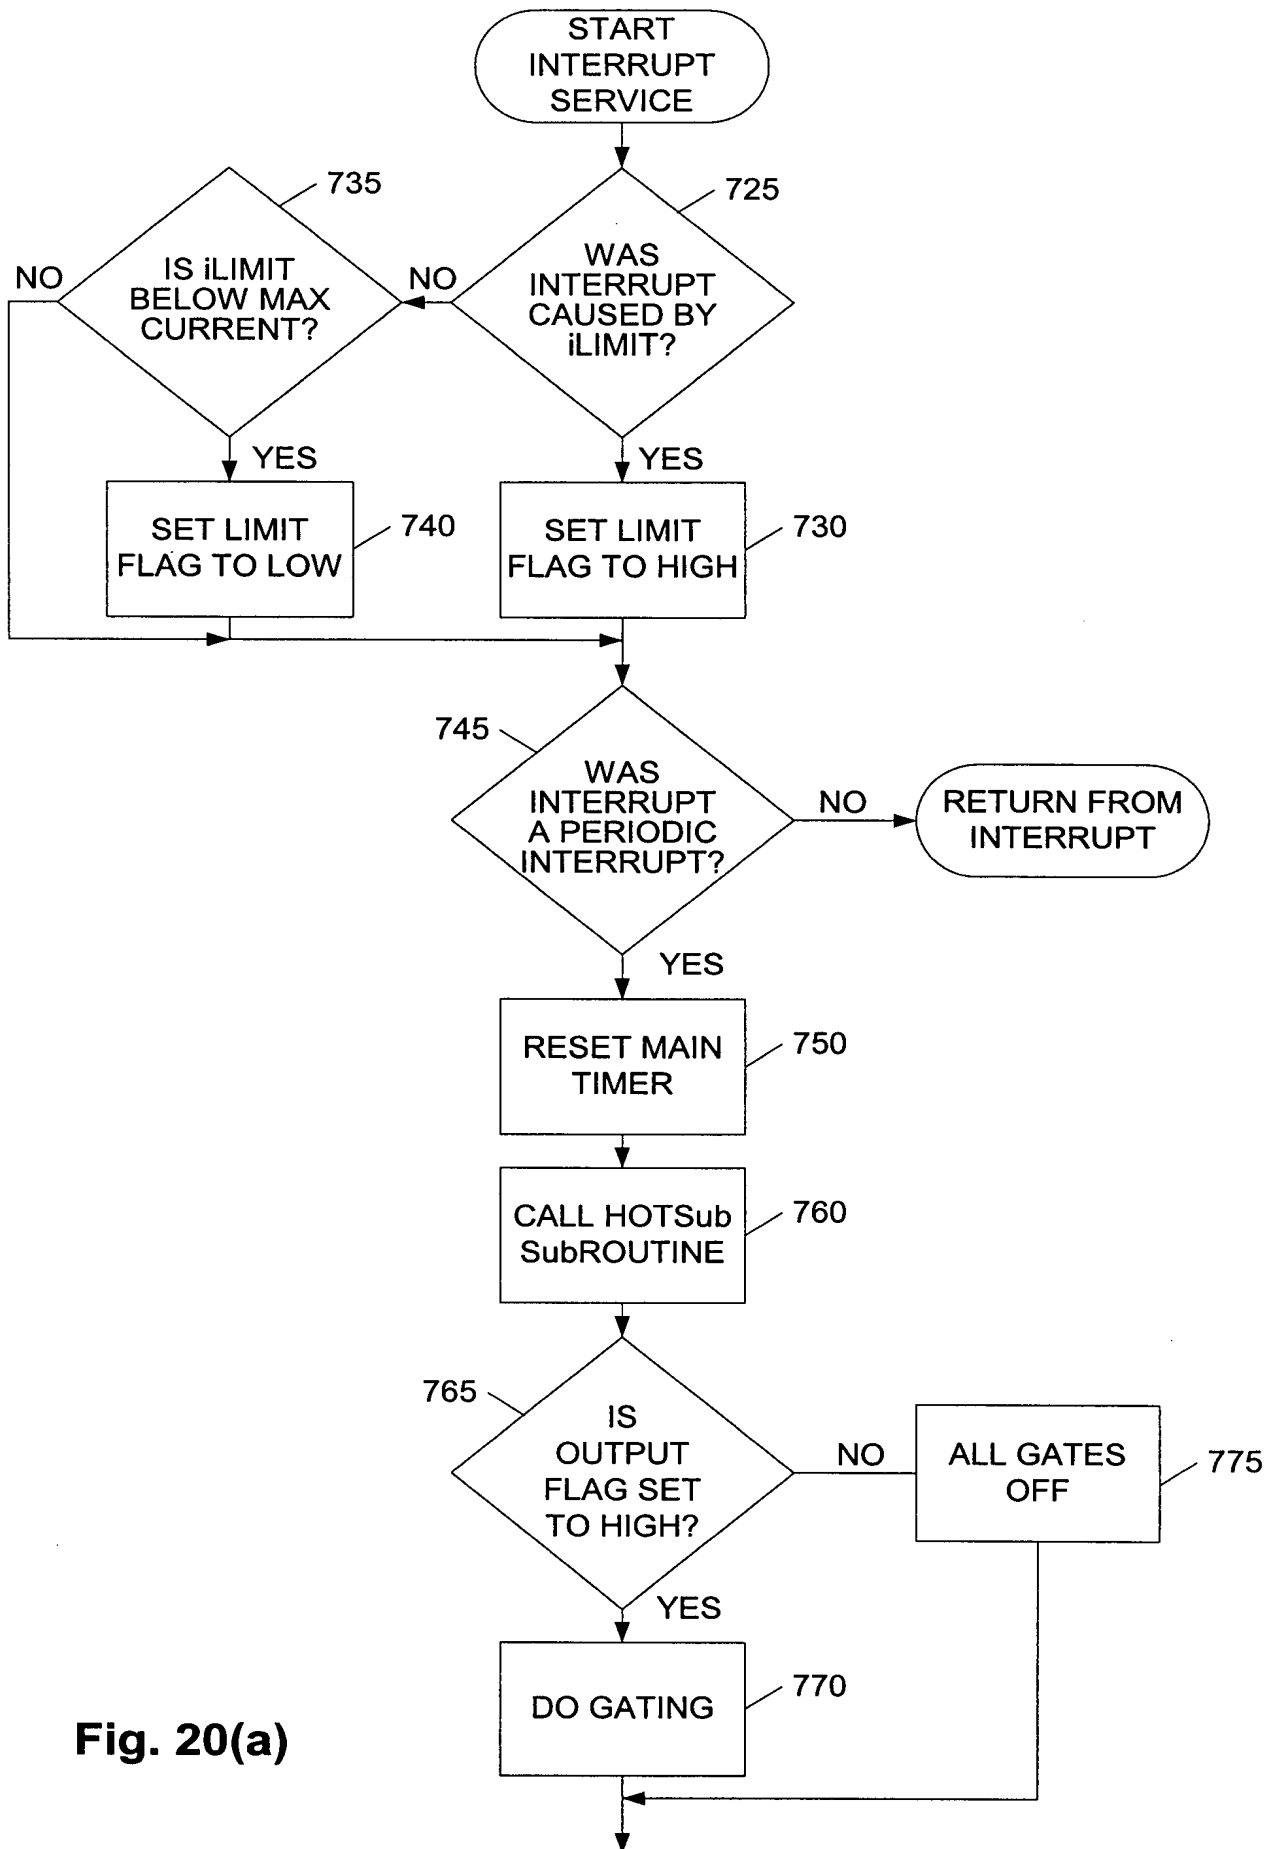 START
INTERRUPT
SERVICE
735
725
NO
IS iLIMIT
BELOW MAX
CURRENT?
NO
WAS
INTERRUPT
CAUSED BY
iLIMIT?
YES
YES
SET LIMIT
FLAG TO LOW
740
SET LIMIT
FLAG TO HIGH
730
745
WAS
INTERRUPT
A PERIODIC
INTERRUPT?
NO
RETURN FROM
INTERRUPT
YES
RESET MAIN
TIMER
750
CALL HOTSub
SubROUTINE
760
765
IS
OUTPUT
FLAG SET
TO HIGH?
NO
ALL GATES
OFF
775
YES
DO GATING
770
Fig. 20(a)